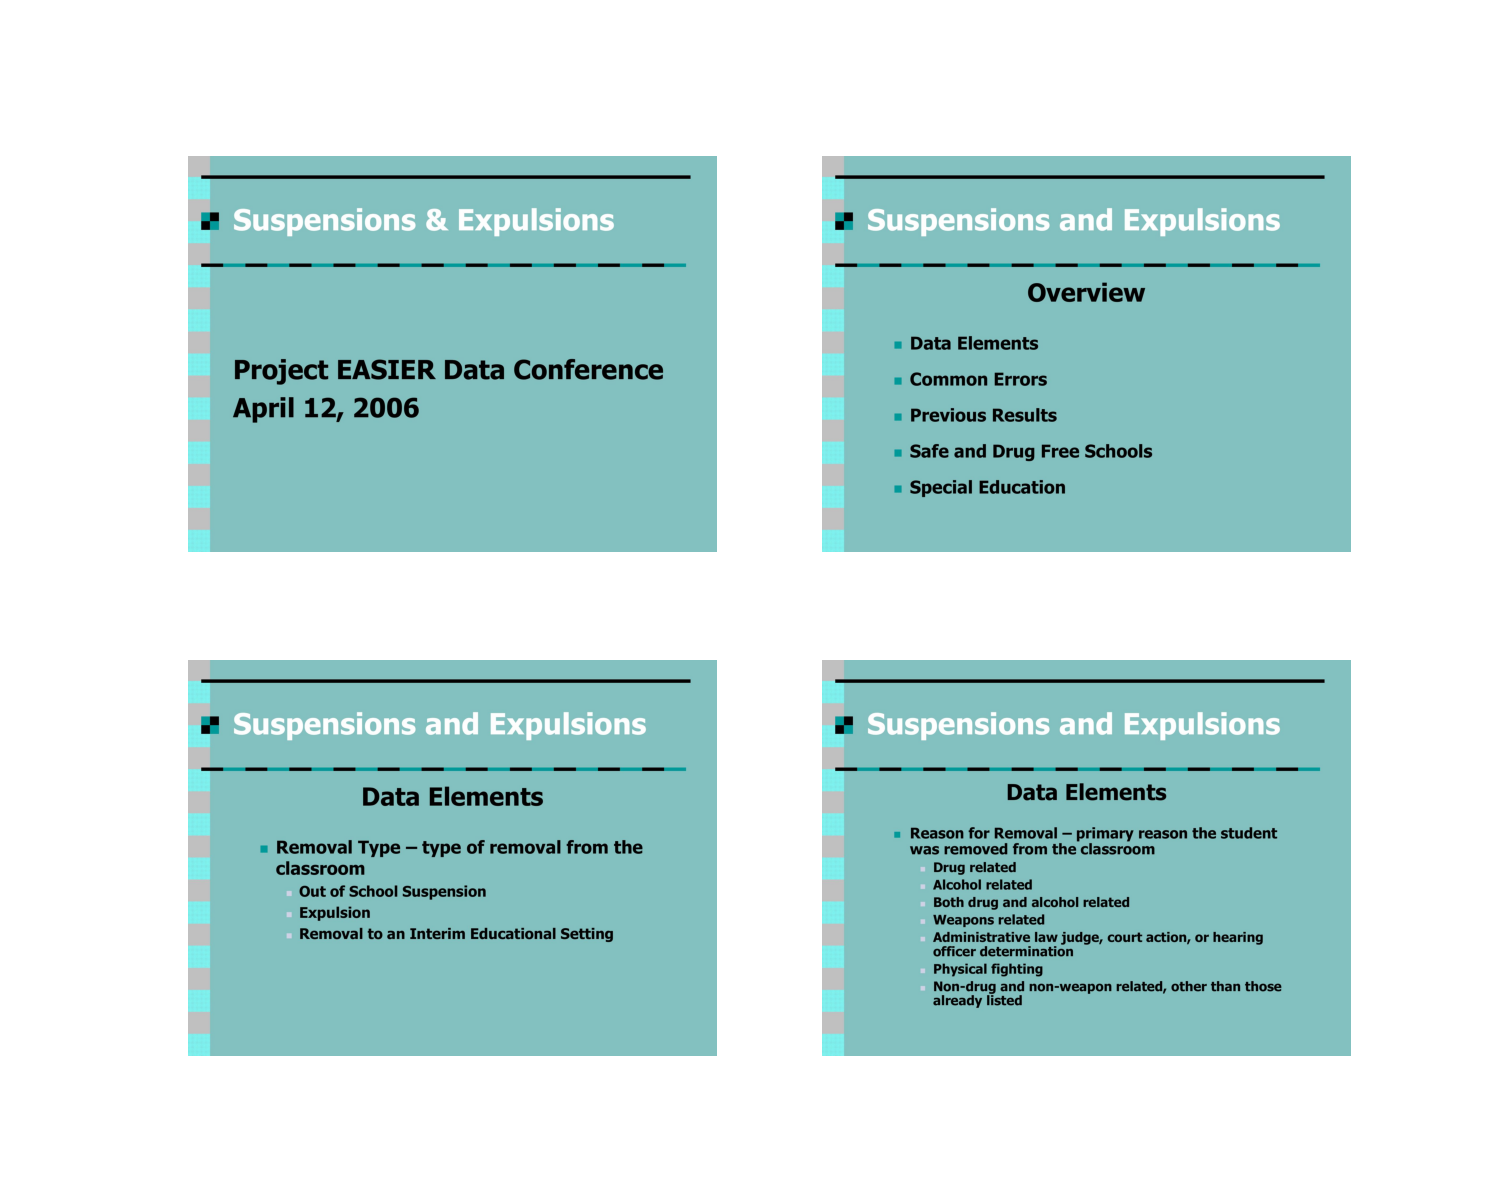 Suspensions & Expulsions
Project EASIER Data Conference
April 12, 2006
Suspensions and Expulsions
Overview
Data Elements
Common Errors
Previous Results
Safe and Drug Free Schools
Special Education
Suspensions and Expulsions
Data Elements
Removal Type – type of removal from the
classroom
Out of School Suspension
Expulsion
Removal to an Interim Educational Setting
Suspensions and Expulsions
Data Elements
Reason for Removal – primary reason the student
was removed from the classroom
Drug related
Alcohol related
Both drug and alcohol related
Weapons related
Administrative law judge, court action, or hearing
officer determination
Physical fighting
Non-drug and non-weapon related, other than those
already listed